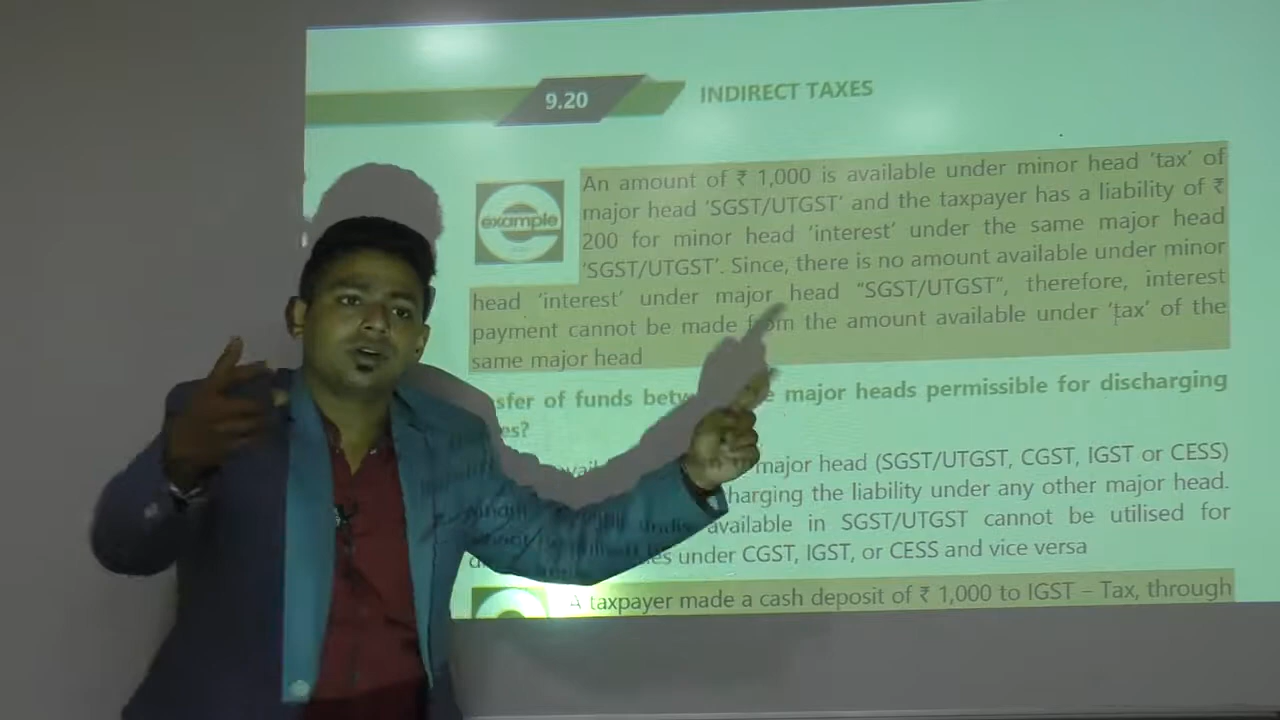 9.20 INDIRECT TAXES
An amount of ₹ 1,000 is available under minor head ‘tax’ of
major head ‘SGST/UTGST’ and the taxpayer has a liability of ₹
example
200 for minor head ‘interest’ under the same major head
‘SGST/UTGST’. Since, there is no amount available under minor
head ‘interest’ under major head “SGST/UTGST”, therefore, interest
payment cannot be made from the amount available under ‘tax’ of the
same major head
of funds major heads permissible for discharging
major head (SGST/UTGST, CGST, IGST or CESS)
the liability under any other major head.
available in SGST/UTGST cannot be utilised for
under CGST, IGST, or CESS and vice versa
A taxpayer made a cash deposit of ₹ 1,000 to IGST – Tax, through